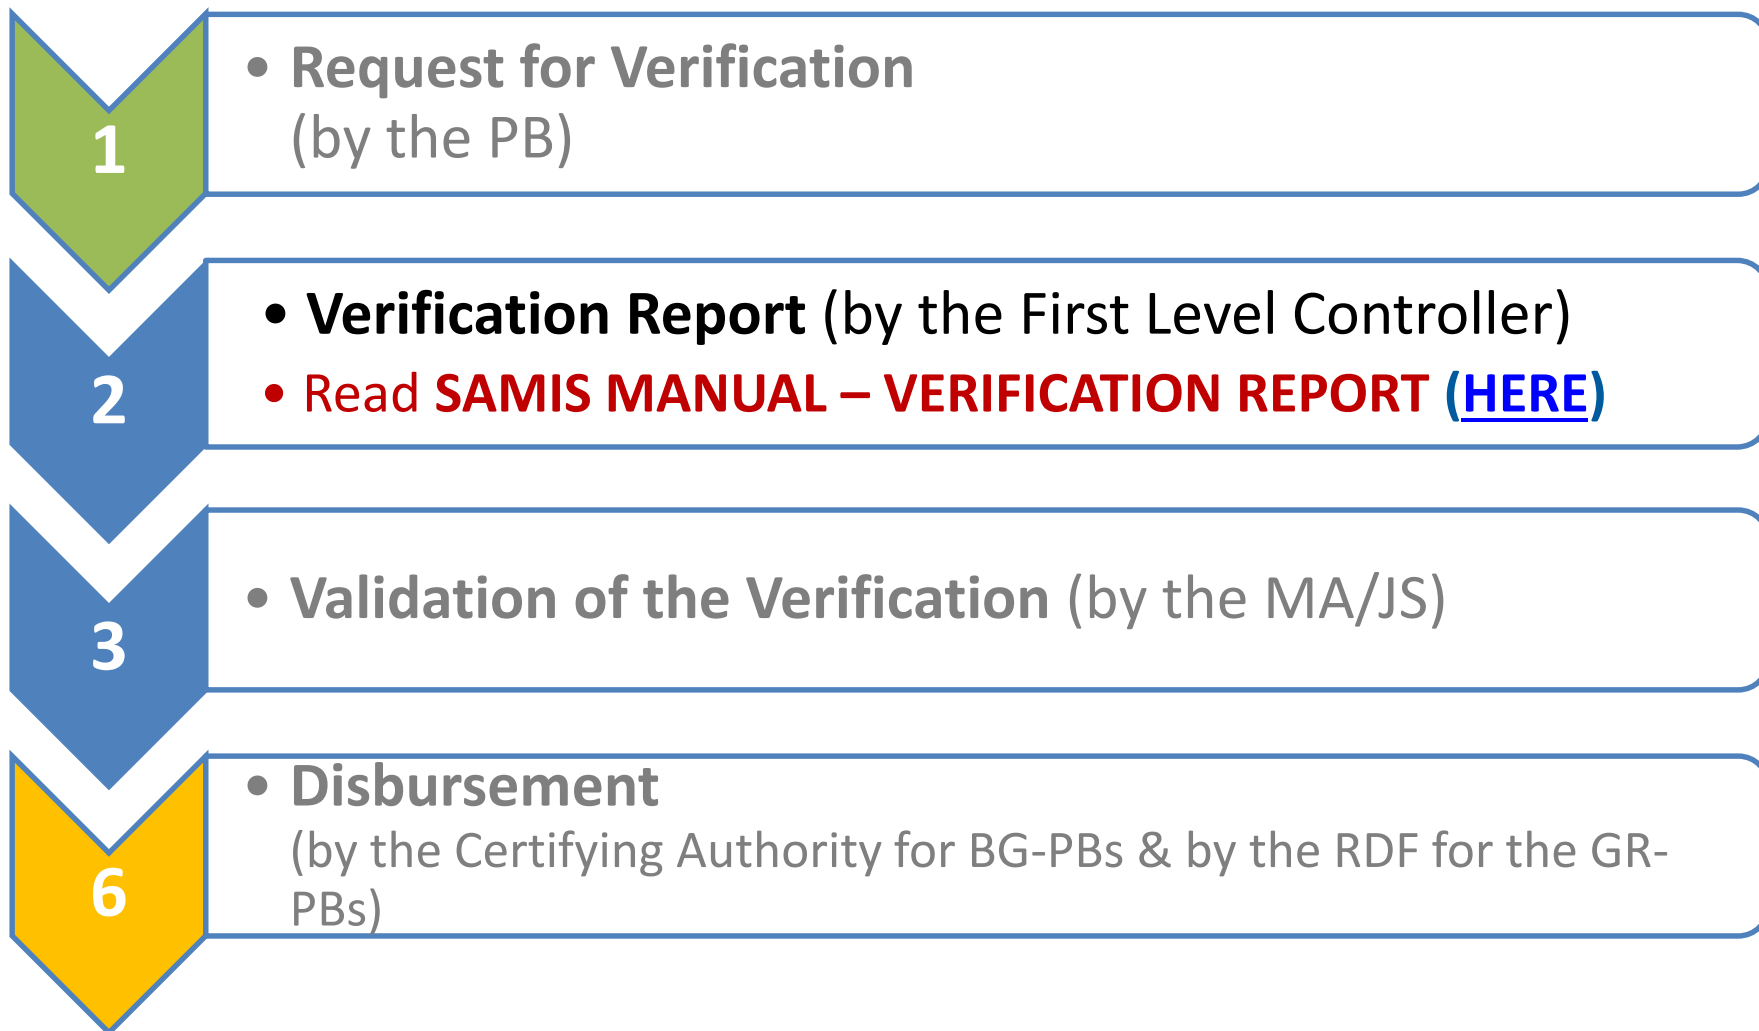 1
• Request for Verification
(by the PB)
2
• Verification Report (by the First Level Controller)
• Read SAMIS MANUAL – VERIFICATION REPORT (HERE)
3
• Validation of the Verification (by the MA/JS)
6
• Disbursement
(by the Certifying Authority for BG-PBs & by the RDF for the GR-
PBs)